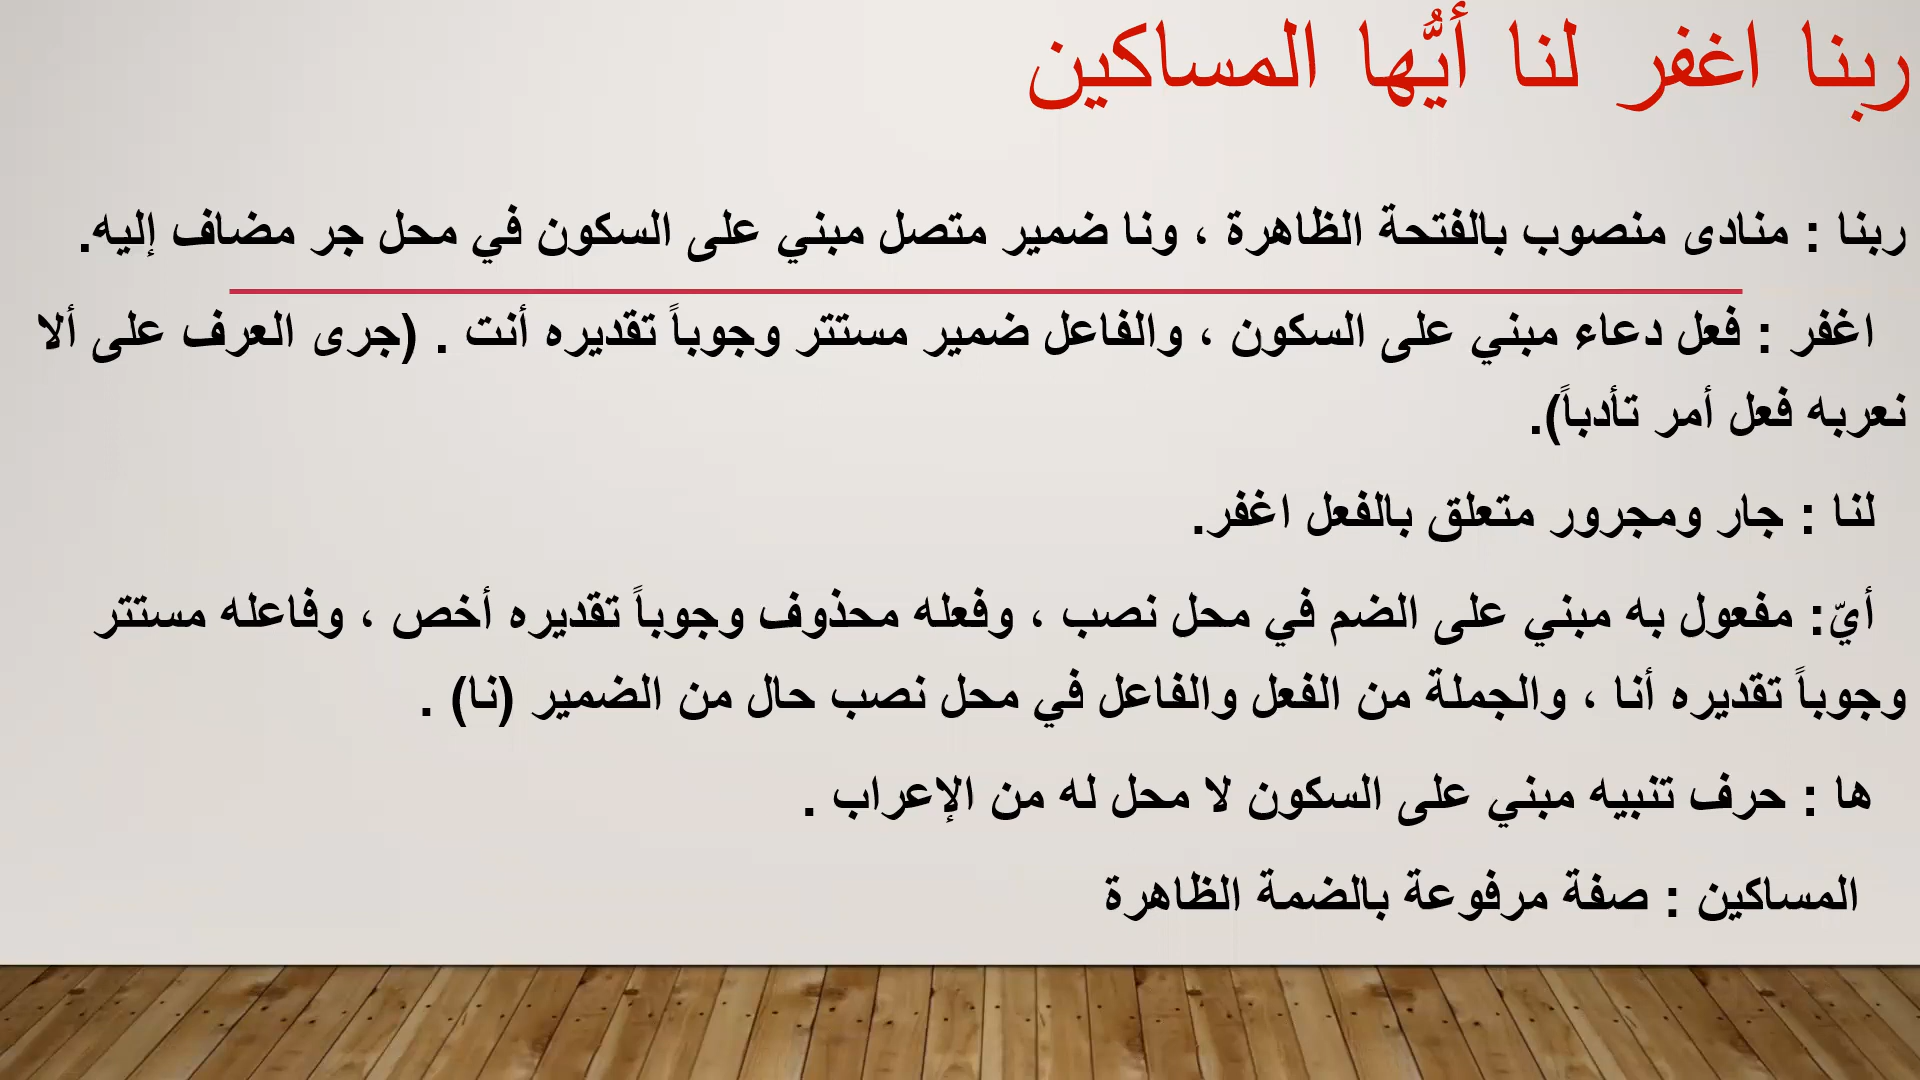 ربنا اغفر لنا أيُّها المساكين
ربنا : منادى منصوب بالفتحة الظاهرة ، ونا ضمير متصل مبني على السكون في محل جر مضاف إليه.
اغفر : فعل دعاء مبني على السكون ، والفاعل ضمير مستتر وجوباً تقديره أنت . (جرى العرف على ألا
نعربه فعل أمر تأدباً).
لنا : جار ومجرور متعلق بالفعل اغفر.
أيّ: مفعول به مبني على الضم في محل نصب ، وفعله محذوف وجوباً تقديره أخص ، وفاعله مستتر
وجوباً تقديره أنا ، والجملة من الفعل والفاعل في محل نصب حال من الضمير (نا) .
ها : حرف تنبيه مبني على السكون لا محل له من الإعراب .
المساكين : صفة مرفوعة بالضمة الظاهرة